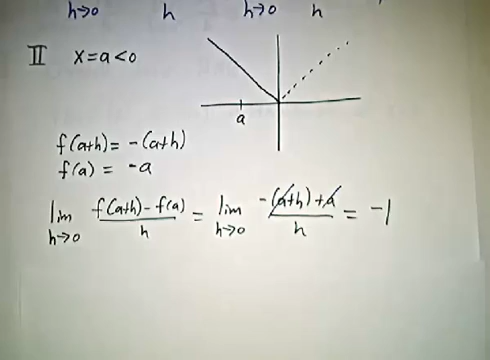 h→0 h h→0 h
II x=a<0
a
f(a+h)= -(a+h)
f(a) = -a
lim h→0 f(a+h)-f(a) / h = lim h→0 -(a+h)+a / h = -1